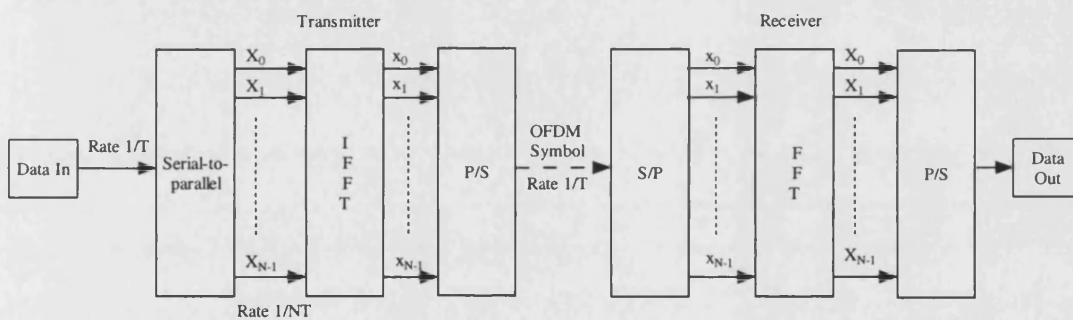 Transmitter
Receiver
Data In
Rate 1/T
Serial-to-
parallel
X0
X1
XN-1
Rate 1/NT
I
F
F
T
x0
x1
xN-1
P/S
OFDM
Symbol
Rate 1/T
S/P
x0
x1
xN-1
F
F
T
X0
X1
XN-1
P/S
Data
Out